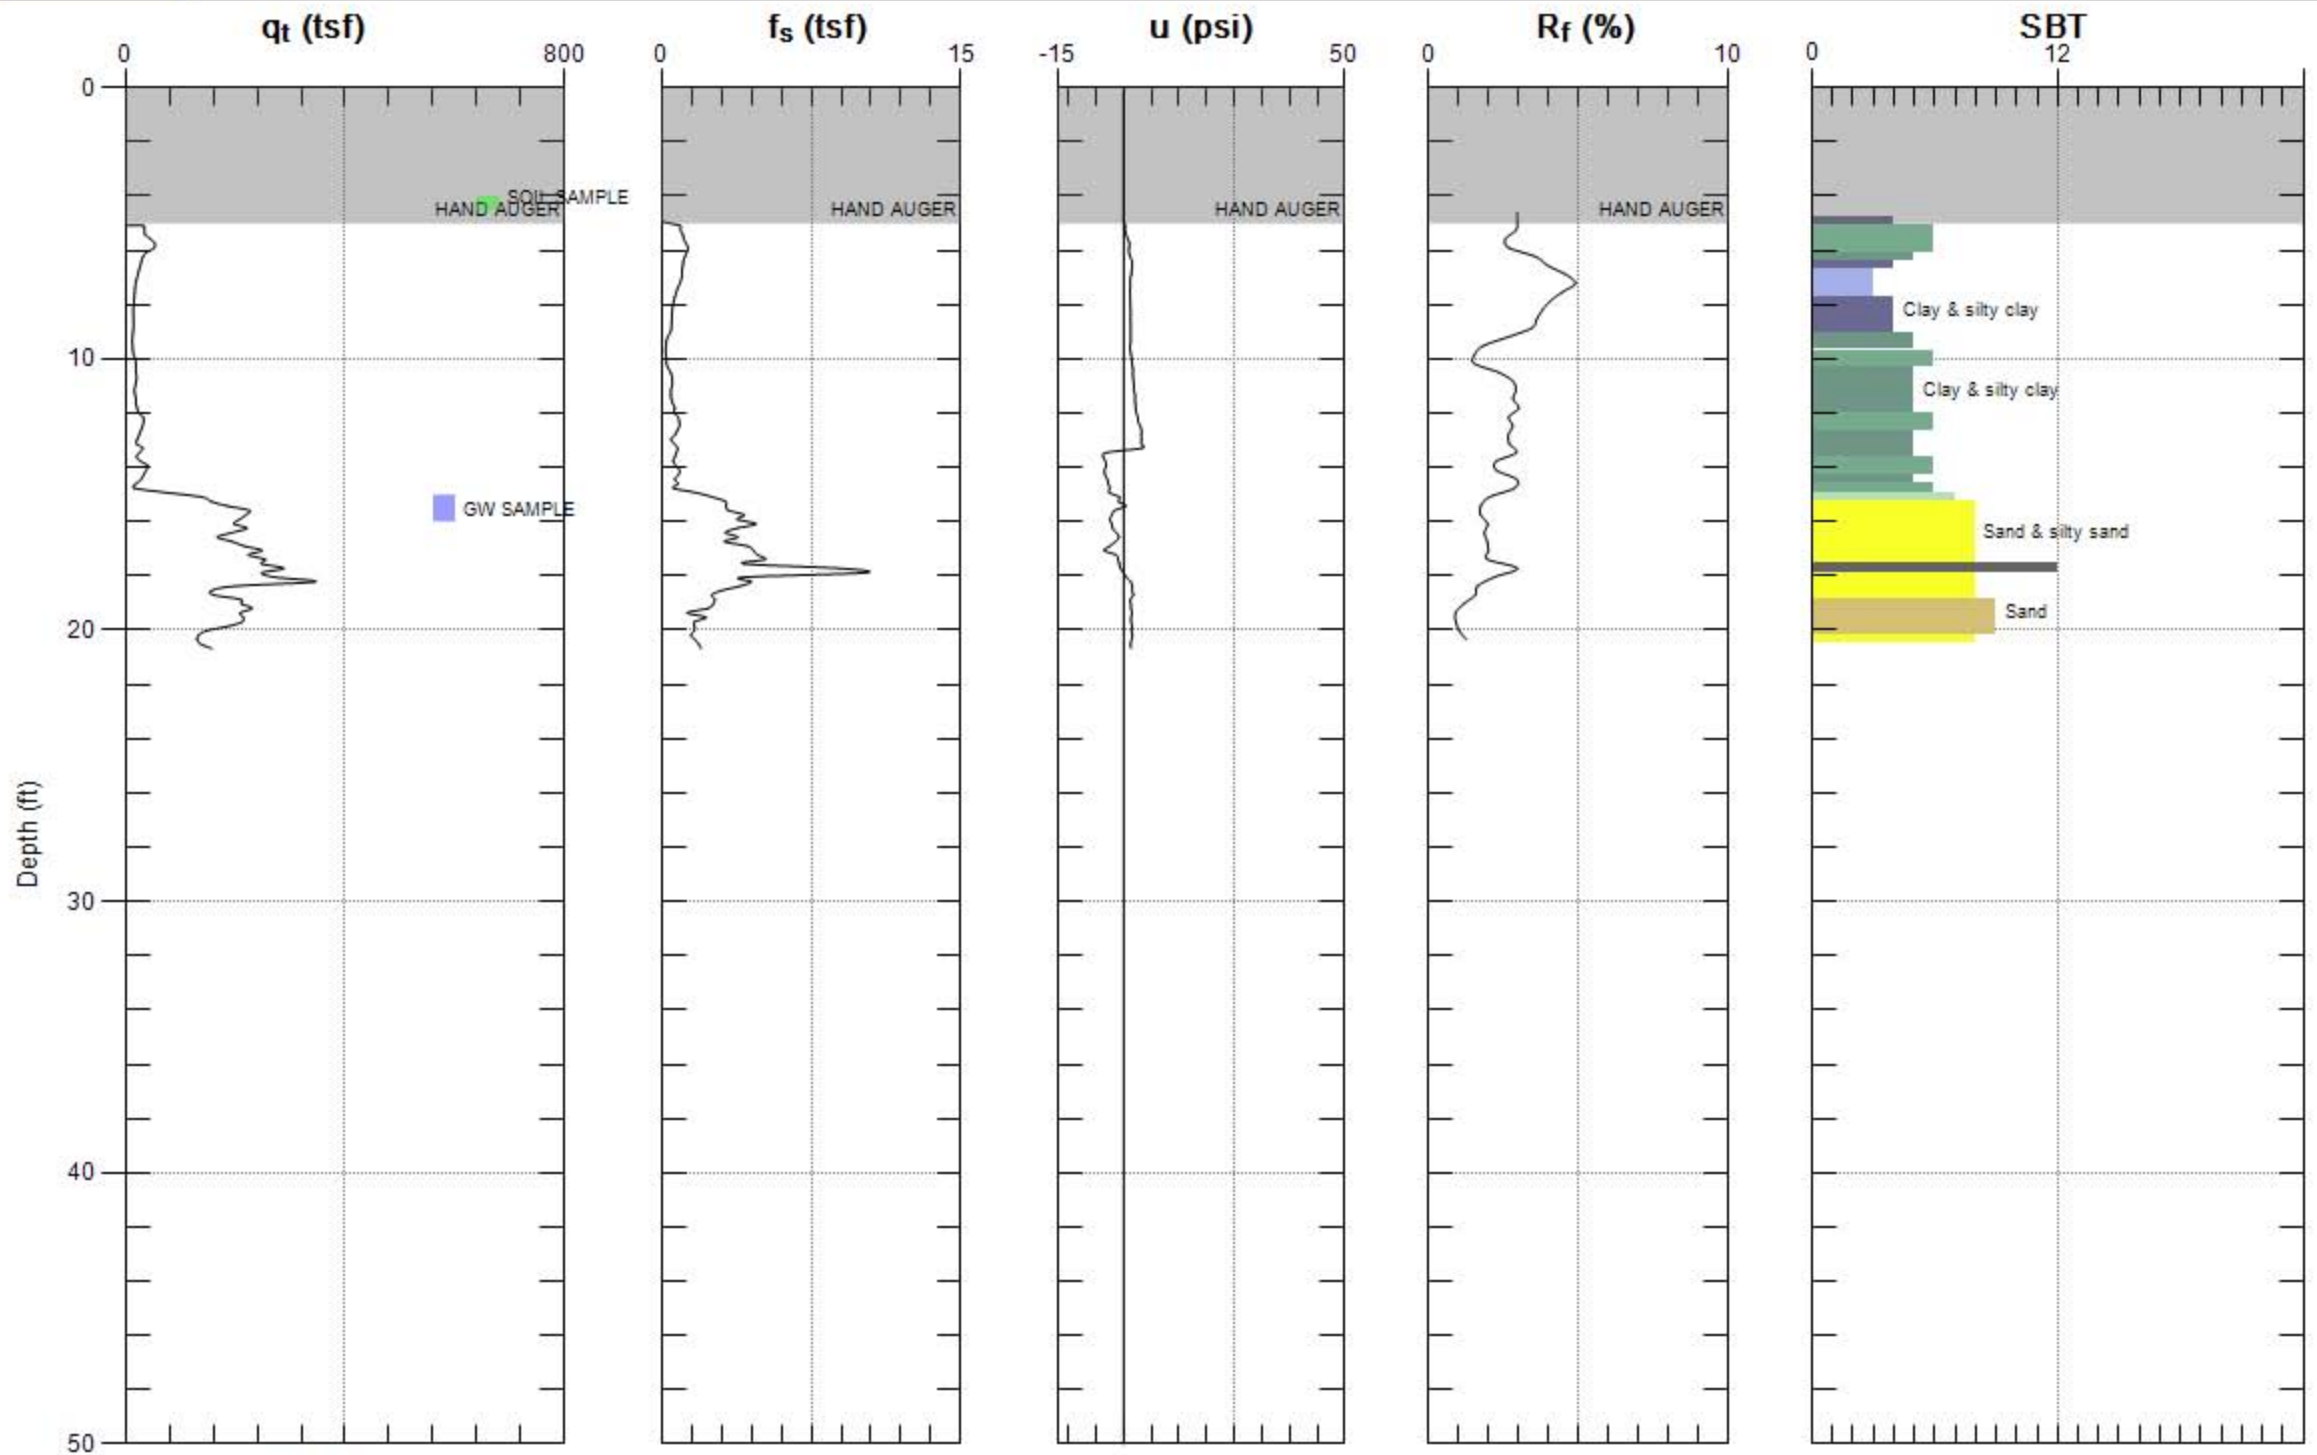 qt (tsf)
fs (tsf)
u (psi)
Rf (%)
SBT
0
800
0
15
-15
50
0
10
0
12
0
SOIL SAMPLE
HAND AUGER
HAND AUGER
HAND AUGER
HAND AUGER
Clay & silty clay
10
Clay & silty clay
GW SAMPLE
Sand & silty sand
Sand
20
Depth (ft)
30
40
50